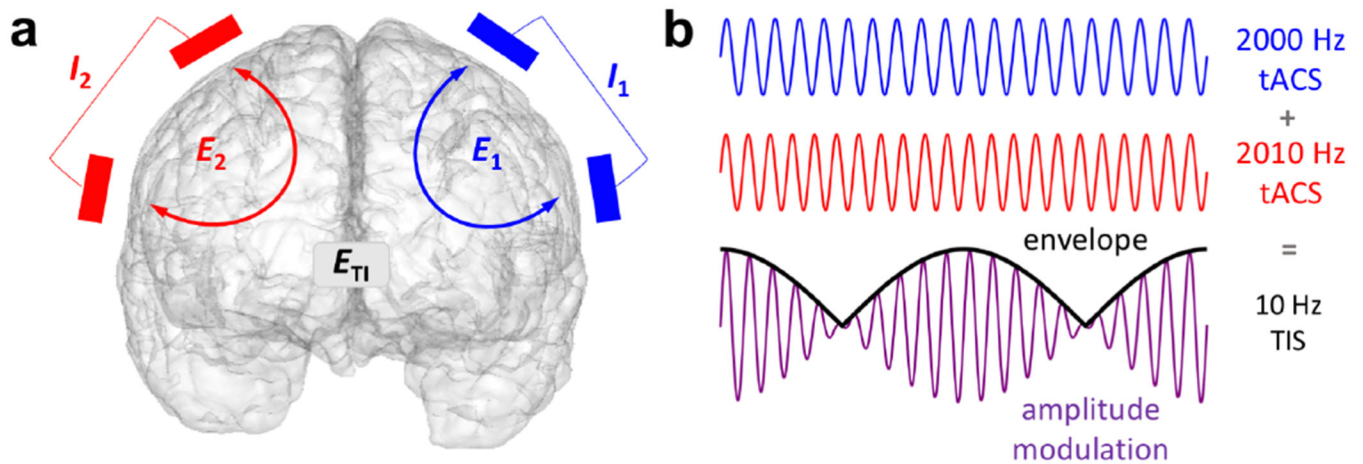 a
I2
I1
E2
E1
ETI
b
2000 Hz
tACS
+
2010 Hz
tACS
envelope
=
10 Hz
TIS
amplitude
modulation